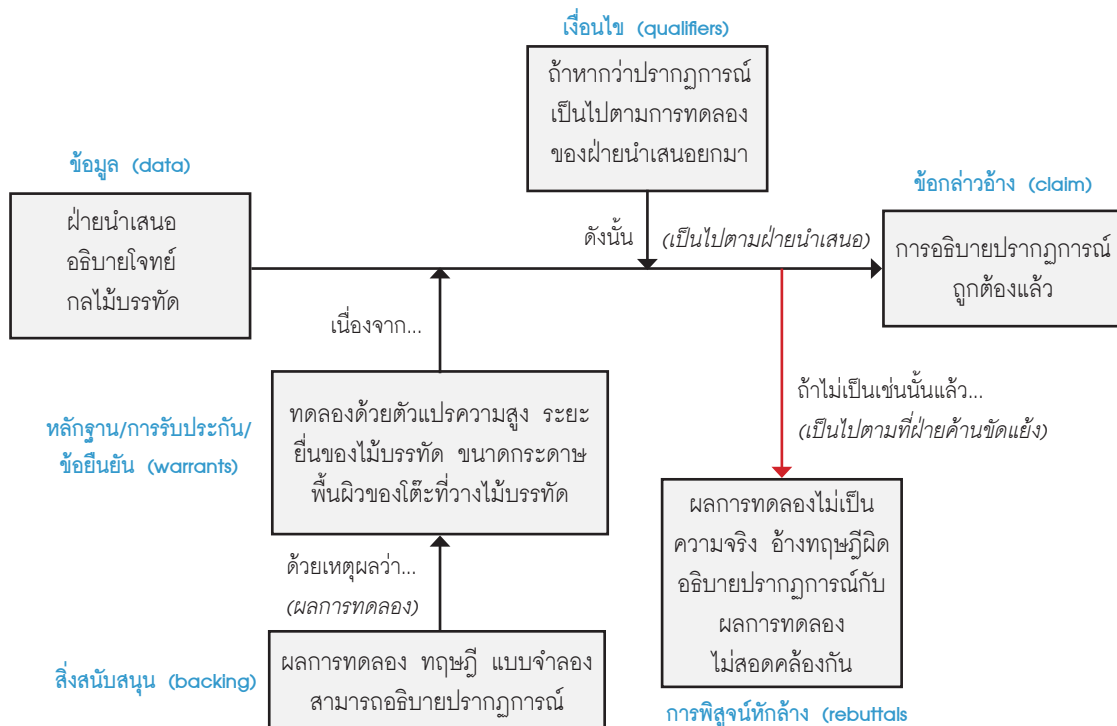 เงื่อนไข (qualifiers)
ถ้าหากว่าปรากฏการณ์
เป็นไปตามการทดลอง
ของฝ่ายนำเสนอยกมา
ข้อมูล (data)
ฝ่ายนำเสนอ
อธิบายโจทย์
กลไม้บรรทัด
ดังนั้น
(เป็นไปตามฝ่ายนำเสนอ)
ข้อกล่าวอ้าง (claim)
การอธิบายปรากฏการณ์
ถูกต้องแล้ว
เนื่องจาก...
หลักฐาน/การรับประกัน/
ข้อยืนยัน (warrants)
ทดลองด้วยตัวแปรความสูง ระยะ
ยื่นของไม้บรรทัด ขนาดกระดาษ
พื้นผิวของโต๊ะที่วางไม้บรรทัด
ถ้าไม่เป็นเช่นนั้นแล้ว...
(เป็นไปตามที่ฝ่ายค้านขัดแย้ง)
ผลการทดลองไม่เป็น
ความจริง อ้างทฤษฎีผิด
อธิบายปรากฏการณ์กับ
ผลการทดลอง
ไม่สอดคล้องกัน
การพิสูจน์หักล้าง (rebuttals
ด้วยเหตุผลว่า...
(ผลการทดลอง)
สิ่งสนับสนุน (backing)
ผลการทดลอง ทฤษฎี แบบจำลอง
สามารถอธิบายปรากฏการณ์